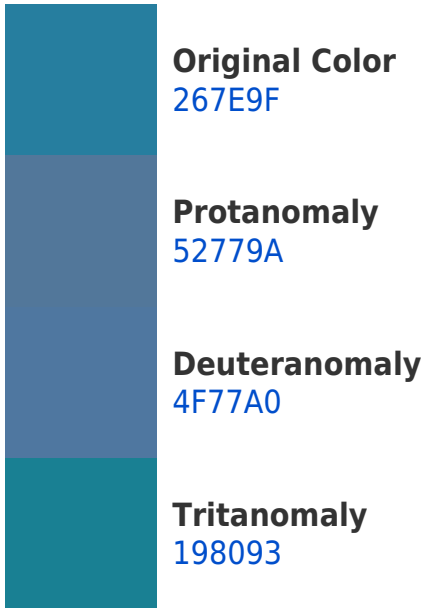 Original Color
267E9F
Protanomaly
52779A
Deuteranomaly
4F77A0
Tritanomaly
198093